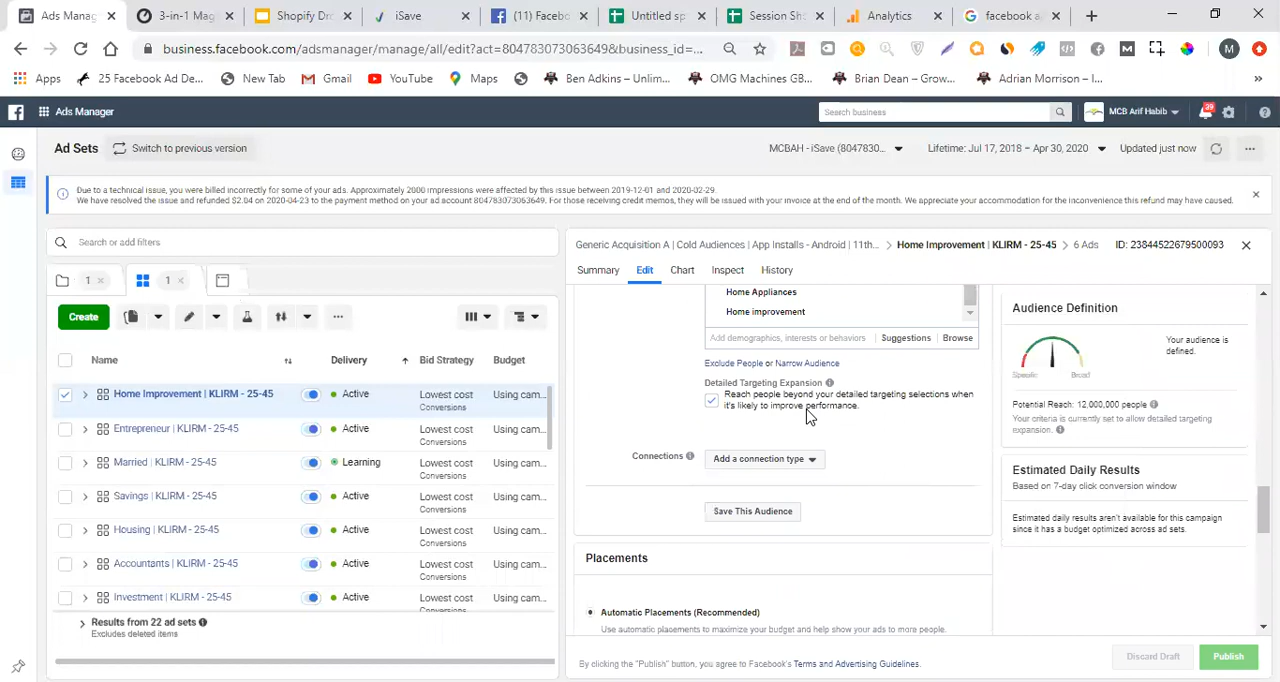 Ads Manager
3-in-1 Mag
Shopify Dro
iSave
(11) Facebo
Untitled sp
Session Sh
Analytics
facebook a
business.facebook.com/adsmanager/manage/all/edit?act=804783073063649&business_id=...
Apps
25 Facebook Ad De...
New Tab
Gmail
YouTube
Maps
Ben Adkins – Unlim...
OMG Machines GB...
Brian Dean – Grow...
Adrian Morrison – I...
Ads Manager
Search business
MCB Arif Habib
39
Ad Sets
Switch to previous version
MCBAH - iSave (8047830...
Lifetime: Jul 17, 2018 – Apr 30, 2020
Updated just now
Due to a technical issue, you were billed incorrectly for some of your ads. Approximately 2000 impressions were affected by this issue between 2019-12-01 and 2020-02-29.
We have resolved the issue and refunded $2.04 on 2020-04-23 to the payment method on your ad account 804783073063649. For those receiving credit memos, they will be issued with your invoice at the end of the month. We appreciate your accommodation for the inconvenience this refund may have caused.
Search or add filters
1
1
Create
Name
Delivery
Bid Strategy
Budget
Home Improvement | KLIRM - 25-45
Active
Lowest cost
Conversions
Using cam...
Entrepreneur | KLIRM - 25-45
Active
Lowest cost
Conversions
Using cam...
Married | KLIRM - 25-45
Learning
Lowest cost
Conversions
Using cam...
Savings | KLIRM - 25-45
Active
Lowest cost
Conversions
Using cam...
Housing | KLIRM - 25-45
Active
Lowest cost
Conversions
Using cam...
Accountants | KLIRM - 25-45
Active
Lowest cost
Conversions
Using cam...
Investment | KLIRM - 25-45
Active
Lowest cost
Conversions
Using cam...
Results from 22 ad sets
Excludes deleted items
Generic Acquisition A | Cold Audiences | App Installs - Android | 11th...
Home Improvement | KLIRM - 25-45
6 Ads
ID: 23844522679500093
Summary
Edit
Chart
Inspect
History
Home Appliances
Home improvement
Add demographics, interests or behaviors
Suggestions
Browse
Exclude People or Narrow Audience
Detailed Targeting Expansion
Reach people beyond your detailed targeting selections when
it's likely to improve performance.
Connections
Add a connection type
Save This Audience
Placements
Automatic Placements (Recommended)
Use automatic placements to maximize your budget and help show your ads to more people.
Audience Definition
Your audience is
defined.
Specific
Broad
Potential Reach: 12,000,000 people
Your criteria is currently set to allow detailed targeting
expansion.
Estimated Daily Results
Based on 7-day click conversion window
Estimated daily results aren't available for this campaign
since it has a budget optimized across ad sets.
By clicking the "Publish" button, you agree to Facebook's Terms and Advertising Guidelines.
Discard Draft
Publish